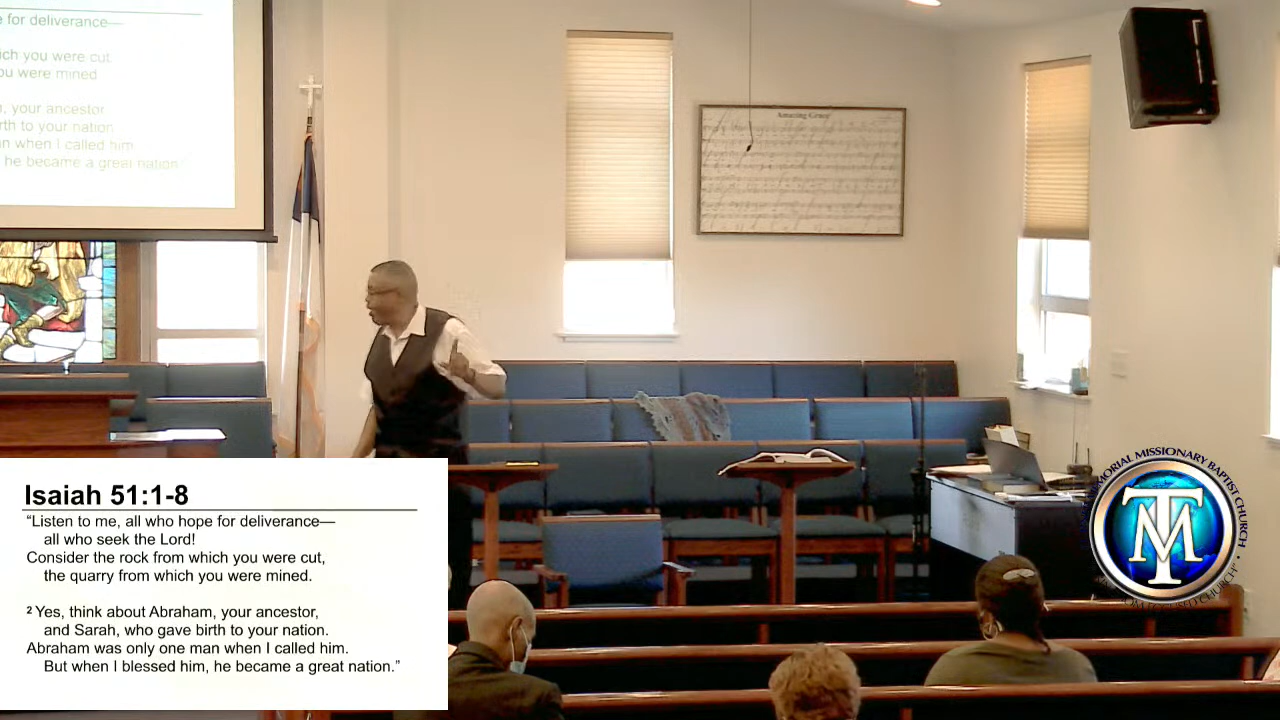 e for deliverance—
ich you were cut,
ou were mined
, your ancestor
rth to your nation
an when I called him
he became a great nation."
Amazing Grace
Isaiah 51:1-8
“Listen to me, all who hope for deliverance—
all who seek the Lord!
Consider the rock from which you were cut,
the quarry from which you were mined.
² Yes, think about Abraham, your ancestor,
and Sarah, who gave birth to your nation.
Abraham was only one man when I called him.
But when I blessed him, he became a great nation.”
MEMORIAL MISSIONARY BAPTIST CHURCH
TM